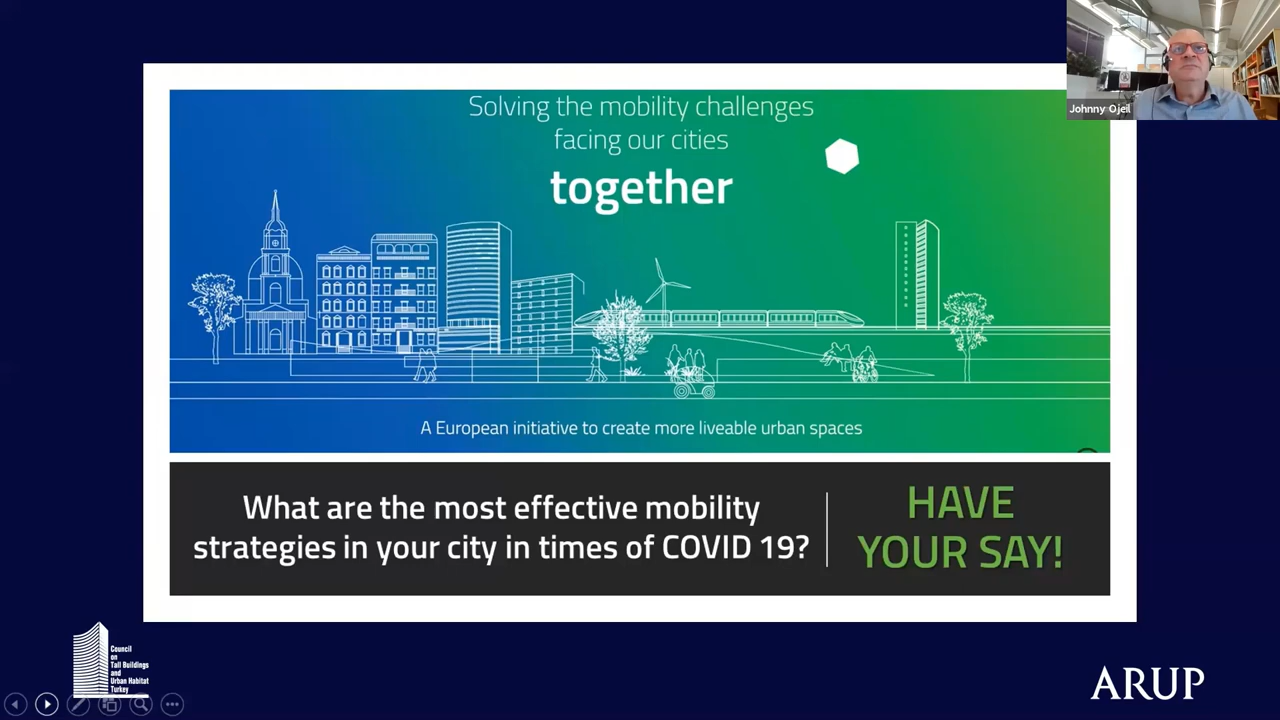 Solving the mobility challenges
facing our cities
together
A European initiative to create more liveable urban spaces
What are the most effective mobility
strategies in your city in times of COVID 19?
HAVE
YOUR SAY!
Johnny Ojeil
Council
on
Tall Buildings
and
Urban Habitat
Turkey
ARUP